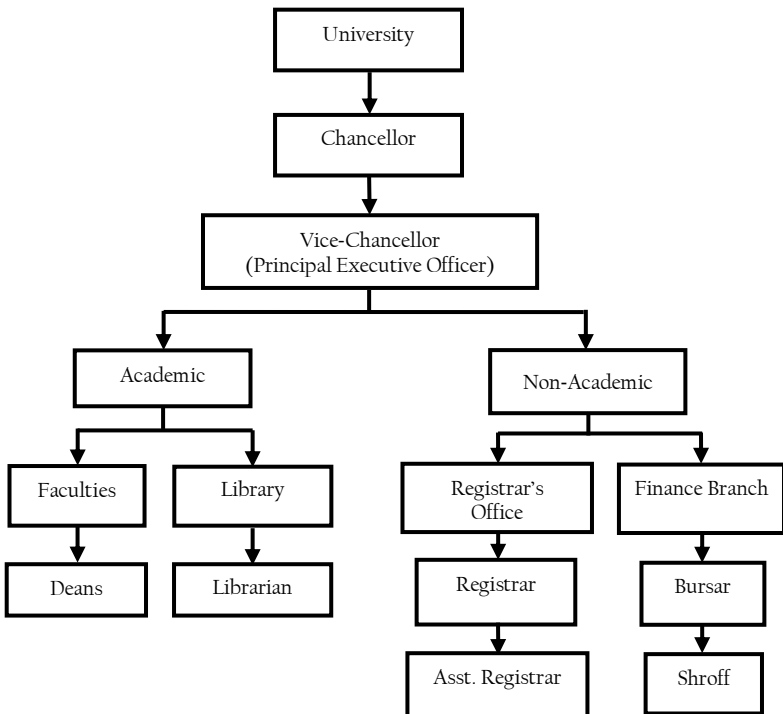 University
Chancellor
Vice-Chancellor
(Principal Executive Officer)
Academic
Non-Academic
Faculties
Library
Registrar's
Office
Finance Branch
Deans
Librarian
Registrar
Bursar
Asst. Registrar
Shroff